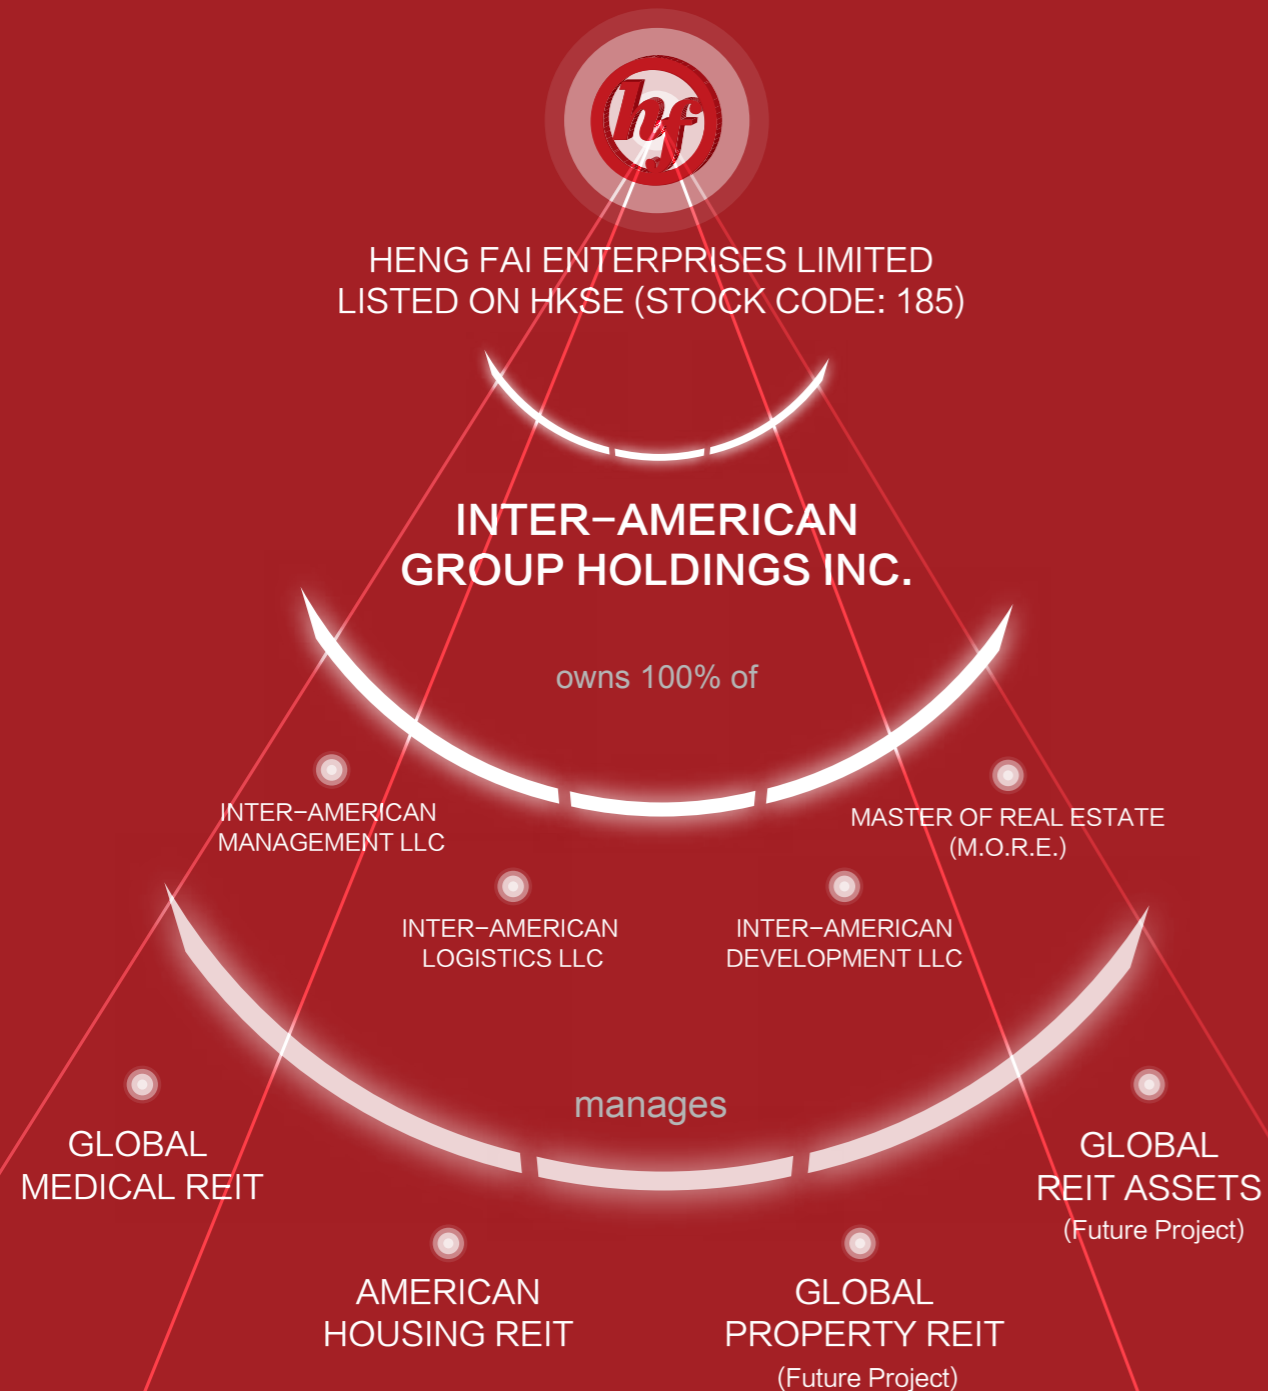 hf
HENG FAI ENTERPRISES LIMITED
LISTED ON HKSE (STOCK CODE: 185)
INTER-AMERICAN
GROUP HOLDINGS INC.
owns 100% of
INTER-AMERICAN
MANAGEMENT LLC
MASTER OF REAL ESTATE
(M.O.R.E.)
INTER-AMERICAN
LOGISTICS LLC
INTER-AMERICAN
DEVELOPMENT LLC
manages
GLOBAL
MEDICAL REIT
GLOBAL
REIT ASSETS
(Future Project)
AMERICAN
HOUSING REIT
GLOBAL
PROPERTY REIT
(Future Project)